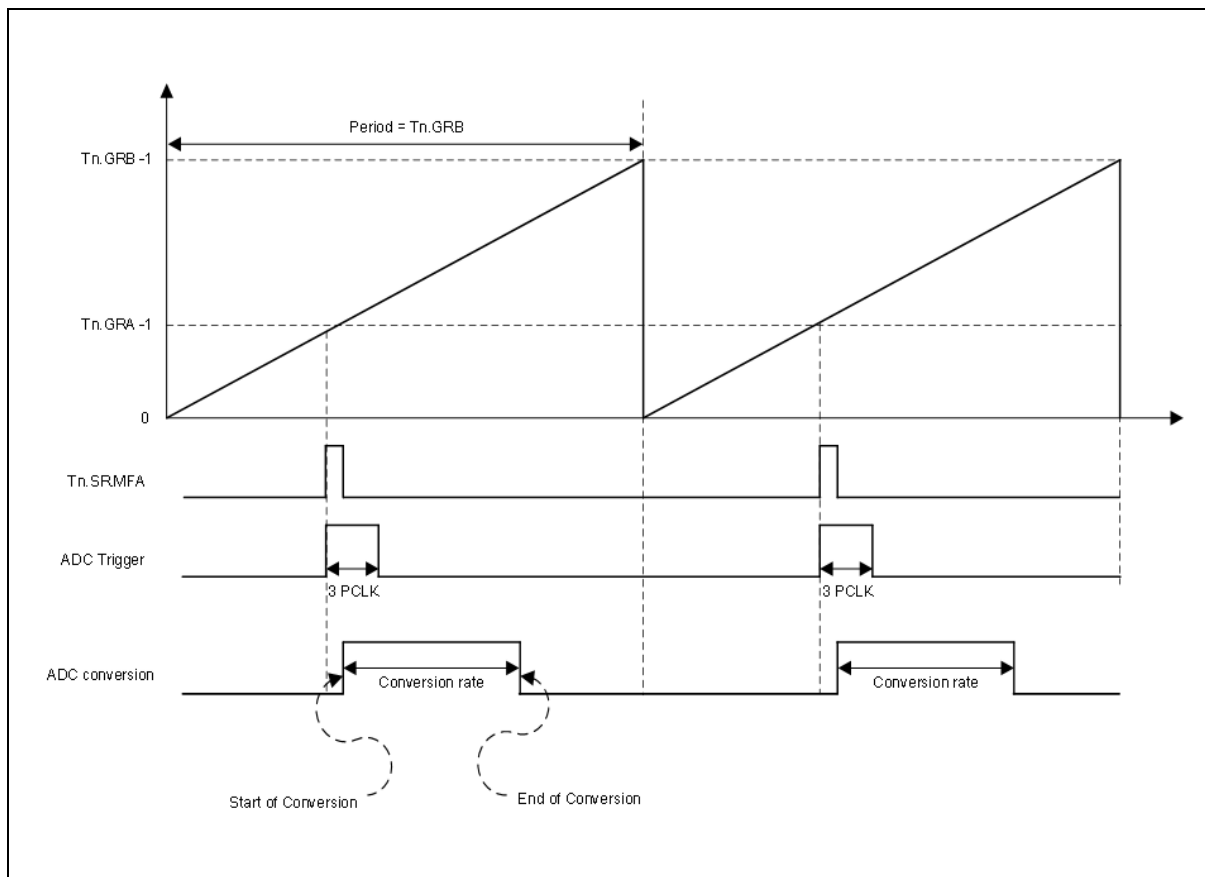 Period = Tn.GRB
Tn.GRB -1
Tn.GRA -1
0
Tn.SR.MFA
ADC Trigger
3 PCLK
3 PCLK
ADC conversion
Conversion rate
Conversion rate
Start of Conversion
End of Conversion